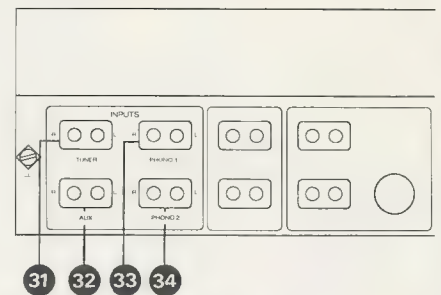 INPUTS
R L R L
TUNER PHONO 1
R L R L
AUX PHONO 2
31 32 33 34